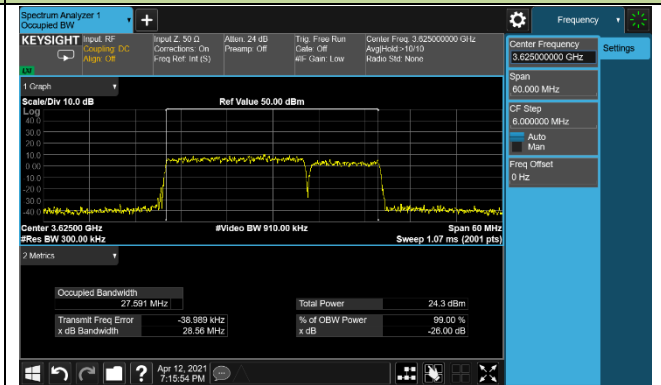 Spectrum Analyzer 1
Occupied BW
+
Frequency
KEYSIGHT
Input: RF
Coupling: DC
Align: Off
Input Z: 50 Ω
Corrections: On
Freq Ref: Int (S)
Atten: 24 dB
Preamp: Off
Trig: Free Run
Gate: Off
#IF Gain: Low
Center Freq: 3.625000000 GHz
Avg|Hold:>10/10
Radio Std: None
Center Frequency
3.625000000 GHz
Settings
Span
60.000 MHz
CF Step
6.000000 MHz
Auto
Man
Freq Offset
0 Hz
1 Graph
Scale/Div 10.0 dB
Ref Value 50.00 dBm
Log
40.0
30.0
20.0
10.0
0.00
-10.0
-20.0
-30.0
-40.0
Center 3.62500 GHz
#Video BW 910.00 kHz
Span 60 MHz
#Res BW 300.00 kHz
Sweep 1.07 ms (2001 pts)
2 Metrics
Occupied Bandwidth
27.591 MHz
Total Power
24.3 dBm
Transmit Freq Error
-38.989 kHz
% of OBW Power
99.00 %
x dB Bandwidth
28.56 MHz
x dB
-26.00 dB
?
Apr 12, 2021
7:15:54 PM